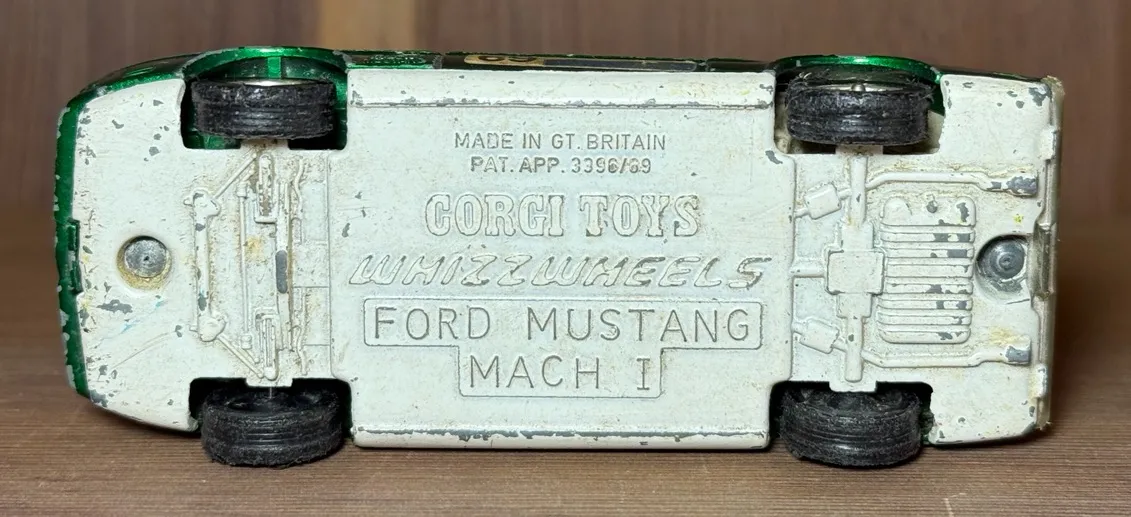 MADE IN GT. BRITAIN
PAT. APP. 3396/69
CORGI TOYS
WHIZZWHEELS
FORD MUSTANG
MACH I